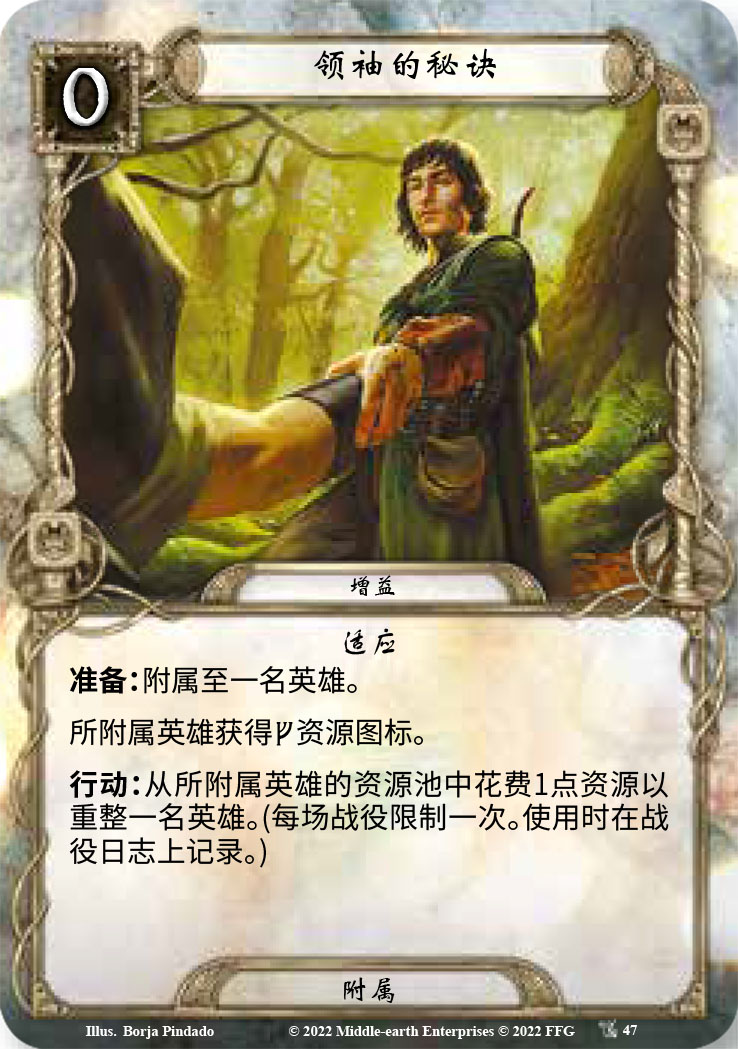 领袖的秘诀
0
增益
适应
准备:附属至一名英雄。
所附属英雄获得资源图标。
行动:从所附属英雄的资源池中花费1点资源以
重整一名英雄。(每场战役限制一次。使用时在战
役日志上记录。)
附属
Illus. Borja Pindado © 2022 Middle-earth Enterprises © 2022 FFG 47